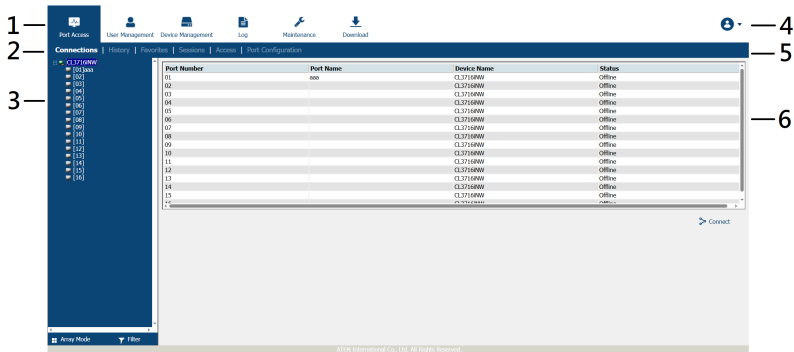 1
Port Access User Management Device Management Log Maintenance Download
4
2
Connections | History | Favorites | Sessions | Access | Port Configuration
5
3
CL3716NW
[01]aaa
[02]
[03]
[04]
[05]
[06]
[07]
[08]
[09]
[10]
[11]
[12]
[13]
[14]
[15]
[16]
Array Mode Filter
6
Port Number Port Name Device Name Status
01 aaa CL3716NW Offline
02 CL3716NW Offline
03 CL3716NW Offline
04 CL3716NW Offline
05 CL3716NW Offline
06 CL3716NW Offline
07 CL3716NW Offline
08 CL3716NW Offline
09 CL3716NW Offline
10 CL3716NW Offline
11 CL3716NW Offline
12 CL3716NW Offline
13 CL3716NW Offline
14 CL3716NW Offline
15 CL3716NW Offline
16 CL3716NW Offline
Connect
ATEN International Co., Ltd. All Rights Reserved.